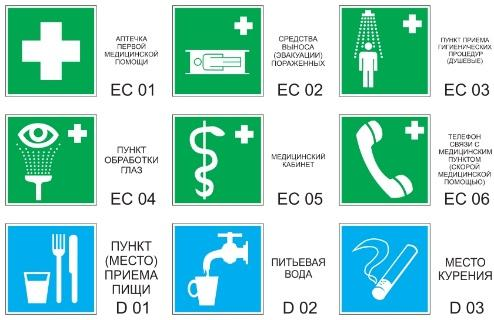 АПТЕЧКА
ПЕРВОЙ
МЕДИЦИНСКОЙ
ПОМОЩИ
EC 01
СРЕДСТВА
ВЫНОСА
(ЭВАКУАЦИИ)
ПОРАЖЕННЫХ
EC 02
ПУНКТ ПРИЕМА
ГИГИЕНИЧЕСКИХ
ПРОЦЕДУР
(ДУШЕВЫЕ)
EC 03
ПУНКТ
ОБРАБОТКИ
ГЛАЗ
EC 04
МЕДИЦИНСКИЙ
КАБИНЕТ
EC 05
ТЕЛЕФОН
СВЯЗИ С
МЕДИЦИНСКИМ
ПУНКТОМ
(СКОРОЙ
МЕДИЦИНСКОЙ
ПОМОЩЬЮ)
EC 06
ПУНКТ
(МЕСТО)
ПРИЕМА
ПИЩИ
D 01
ПИТЬЕВАЯ
ВОДА
D 02
МЕСТО
КУРЕНИЯ
D 03